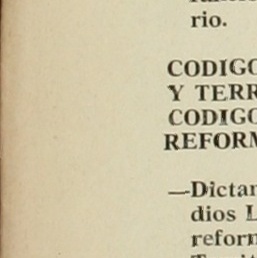 rio.
CODIGO
Y TERR
CODIGO
REFORM
—Dictar
dios L
reform